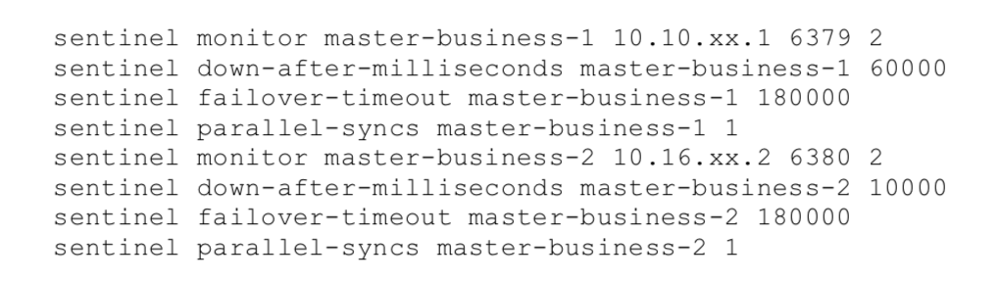 sentinel monitor master-business-1 10.10.xx.1 6379 2
sentinel down-after-milliseconds master-business-1 60000
sentinel failover-timeout master-business-1 180000
sentinel parallel-syncs master-business-1 1
sentinel monitor master-business-2 10.16.xx.2 6380 2
sentinel down-after-milliseconds master-business-2 10000
sentinel failover-timeout master-business-2 180000
sentinel parallel-syncs master-business-2 1